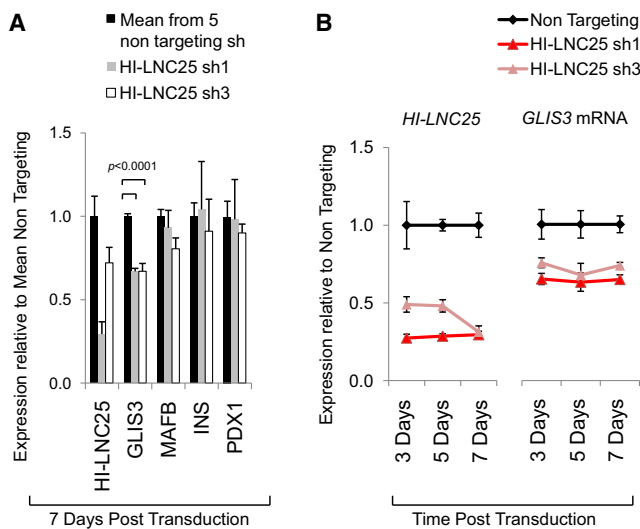 A
Mean from 5
non targeting sh
HI-LNC25 sh1
HI-LNC25 sh3
Expression relative to Mean Non Targeting
1.5
1.0
0.5
0.0
p<0.0001
HI-LNC25
GLIS3
MAFB
INS
PDX1
7 Days Post Transduction
B
Non Targeting
HI-LNC25 sh1
HI-LNC25 sh3
HI-LNC25
GLIS3 mRNA
Expression relative to Non Targeting
1.5
1.0
0.5
0.0
3 Days
5 Days
7 Days
3 Days
5 Days
7 Days
Time Post Transduction